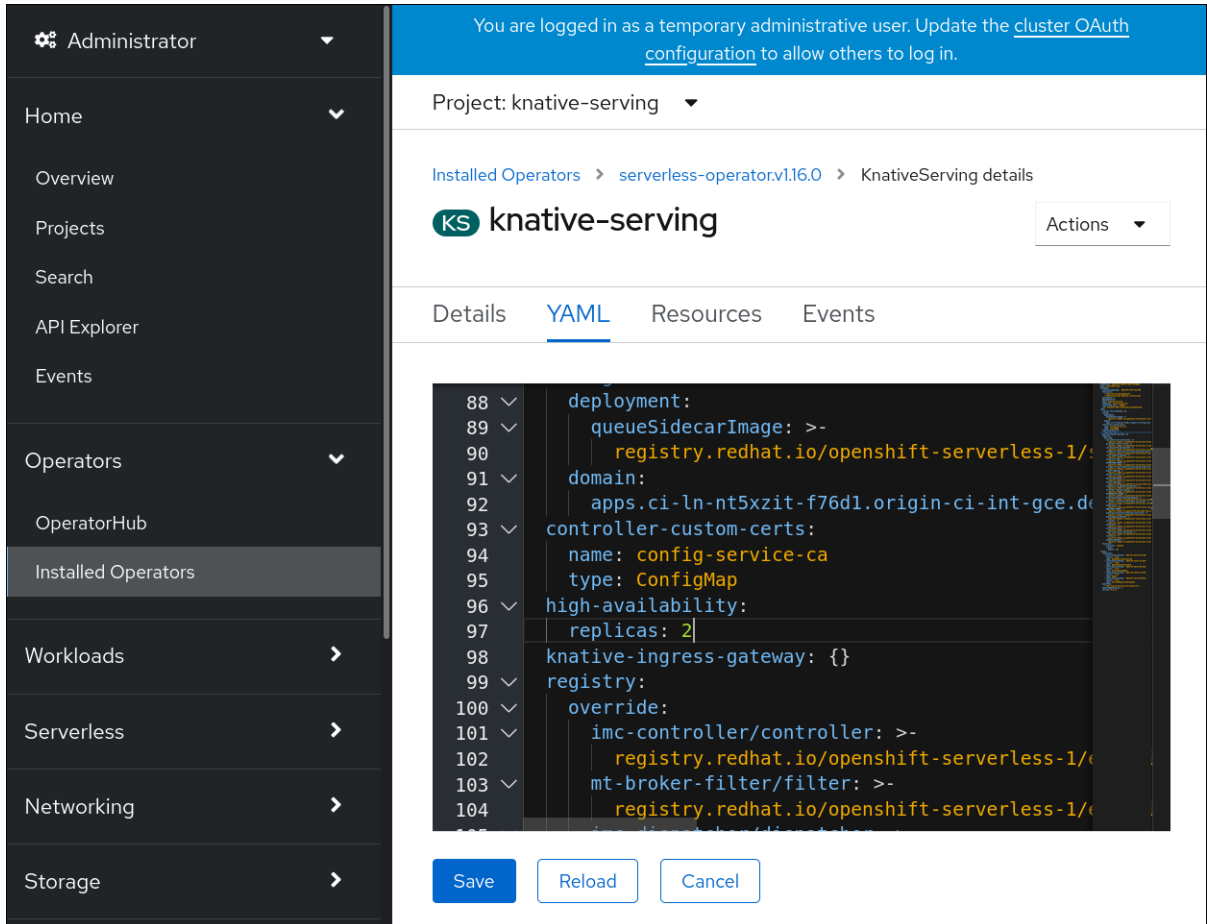 Administrator
Home
Overview
Projects
Search
API Explorer
Events
Operators
OperatorHub
Installed Operators
Workloads
Serverless
Networking
Storage
You are logged in as a temporary administrative user. Update the cluster OAuth
configuration to allow others to log in.
Project: knative-serving
Installed Operators > serverless-operator.v1.16.0 > KnativeServing details
KS knative-serving
Actions
Details YAML Resources Events
88 deployment:
89 queueSidecarImage: >-
90 registry.redhat.io/openshift-serverless-1/
91 domain:
92 apps.ci-ln-nt5xzit-f76d1.origin-ci-int-gce.de
93 controller-custom-certs:
94 name: config-service-ca
95 type: ConfigMap
96 high-availability:
97 replicas: 2
98 knative-ingress-gateway: {}
99 registry:
100 override:
101 imc-controller/controller: >-
102 registry.redhat.io/openshift-serverless-1/
103 mt-broker-filter/filter: >-
104 registry.redhat.io/openshift-serverless-1/
Save Reload Cancel